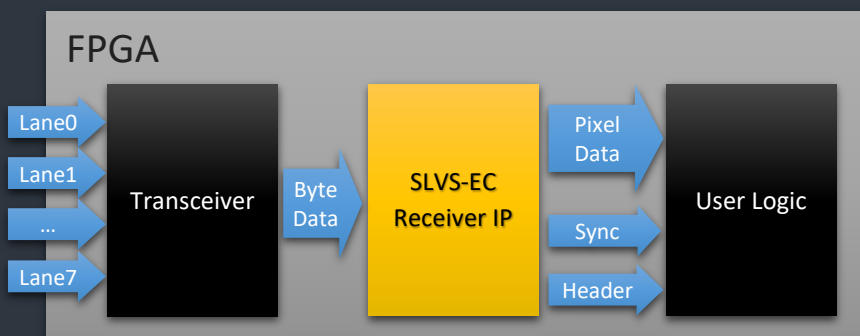 FPGA
Lane0
Lane1
...
Lane7
Transceiver
Byte
Data
SLVS-EC
Receiver IP
Pixel
Data
Sync
Header
User Logic